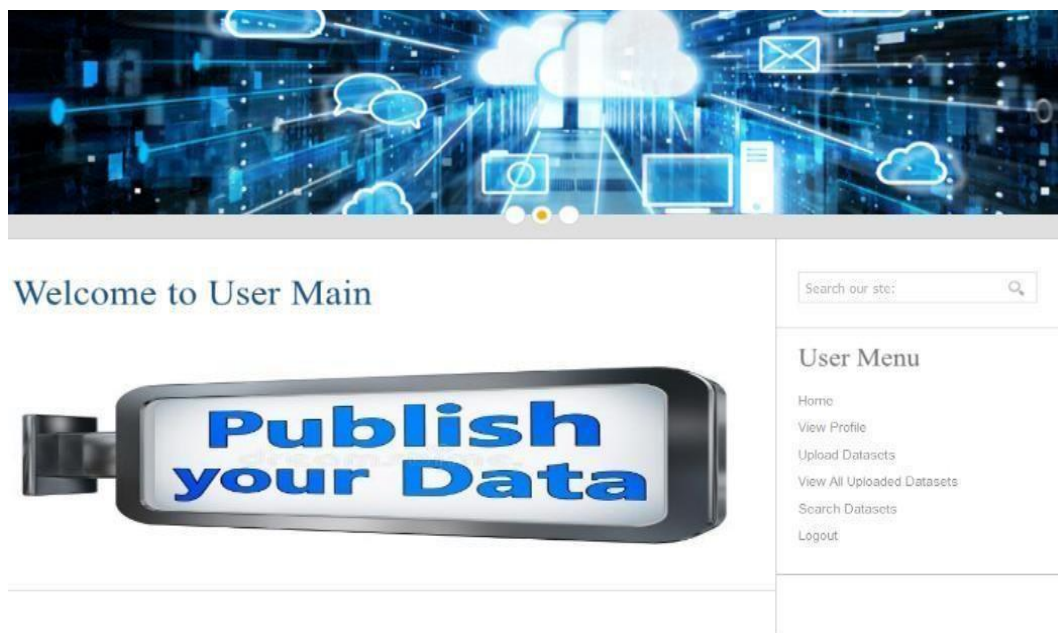 Welcome to User Main
Publish
your Data
Search our site:
User Menu
Home
View Profile
Upload Datasets
View All Uploaded Datasets
Search Datasets
Logout